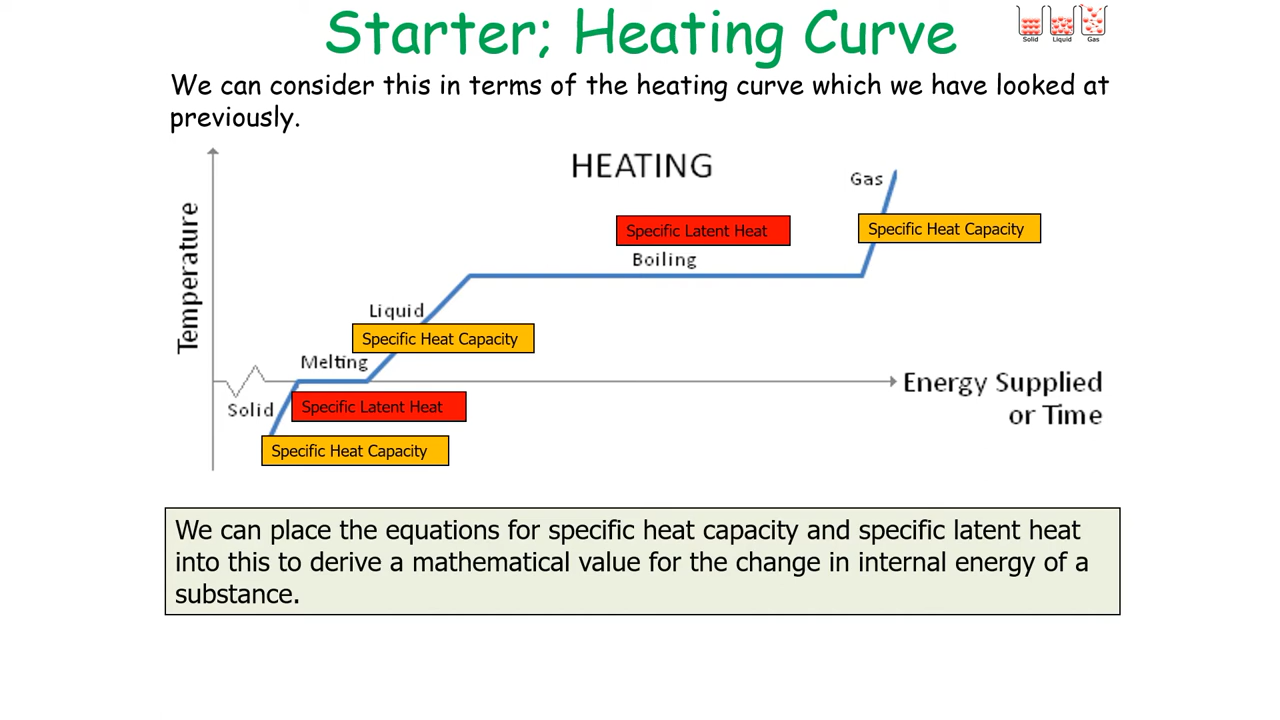 Starter; Heating Curve
Solid Liquid Gas
We can consider this in terms of the heating curve which we have looked at
previously.
HEATING
Temperature
Gas
Specific Heat Capacity
Specific Latent Heat
Boiling
Liquid
Specific Heat Capacity
Melting
Energy Supplied
or Time
Solid
Specific Latent Heat
Specific Heat Capacity
We can place the equations for specific heat capacity and specific latent heat
into this to derive a mathematical value for the change in internal energy of a
substance.